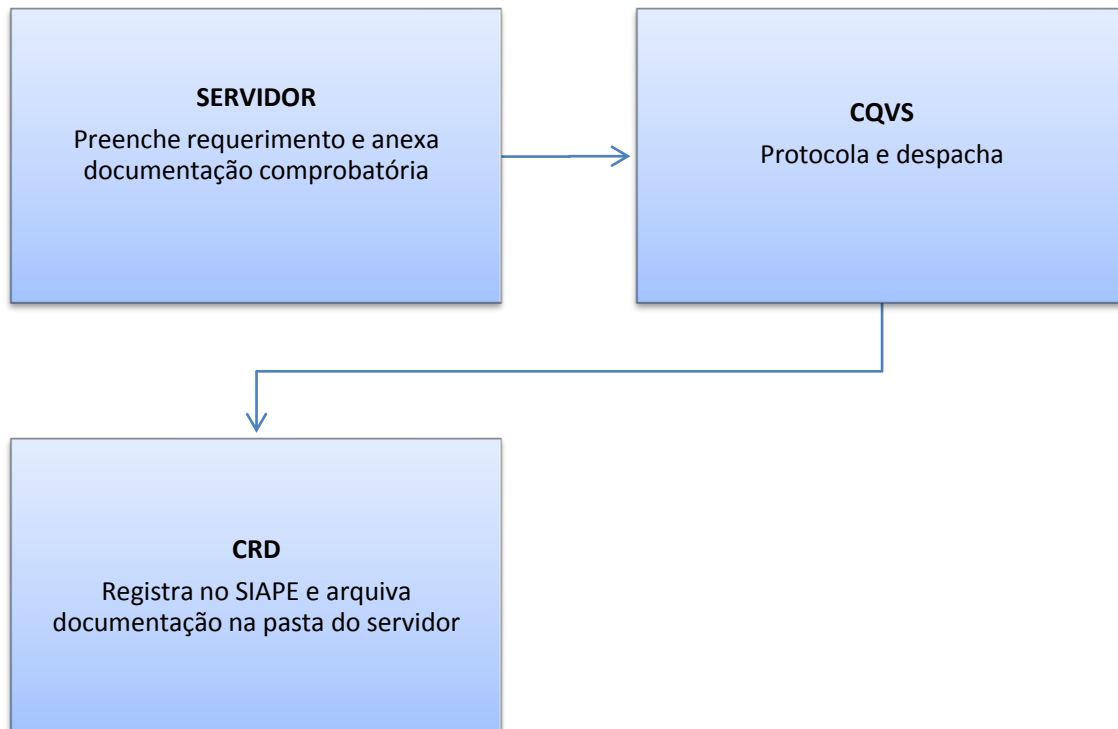 SERVIDOR
Preenche requerimento e anexa
documentação comprobatória
CQVS
Protocola e despacha
CRD
Registra no SIAPE e arquiva
documentação na pasta do servidor